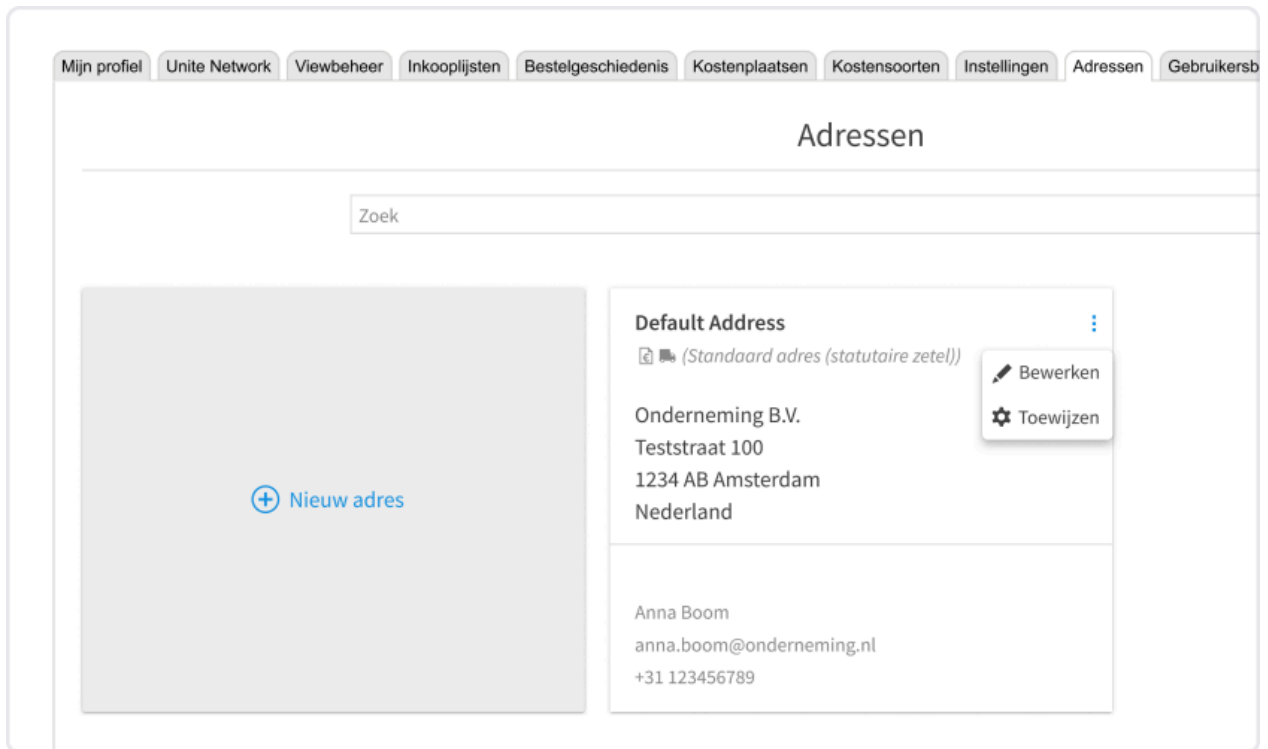 Mijn profiel Unite Network Viewbeheer Inkooplijsten Bestelgeschiedenis Kostenplaatsen Kostensoorten Instellingen Adressen Gebruikersb
Adressen
Zoek
Default Address
(Standaard adres (statutaire zetel))
Bewerken
Toewijzen
Onderneming B.V.
Teststraat 100
1234 AB Amsterdam
Nederland
Nieuw adres
Anna Boom
anna.boom@onderneming.nl
+31 123456789